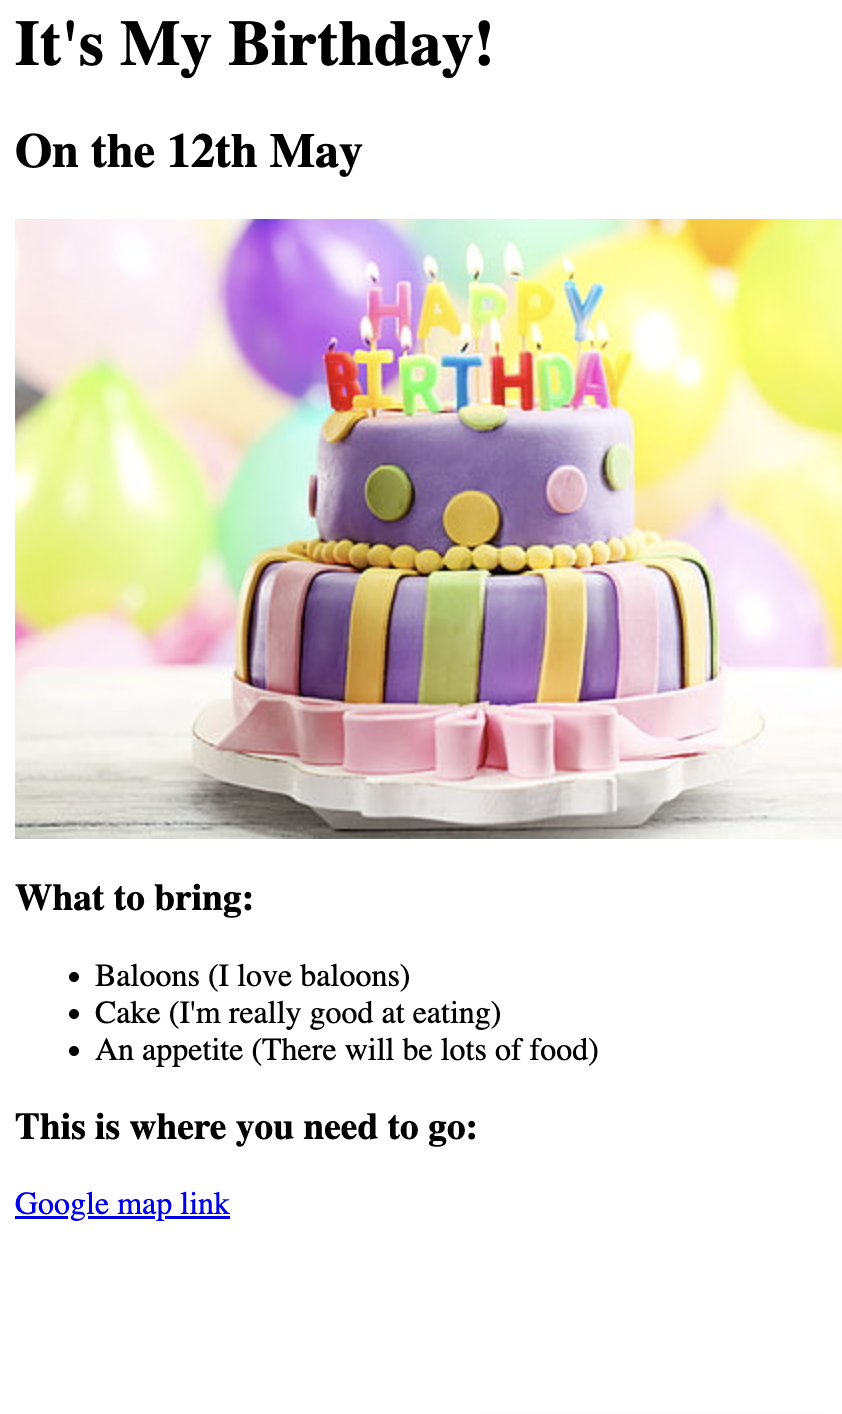 It's My Birthday!
On the 12th May
HAPPY
BIRTHDAY
What to bring:
Baloons (I love baloons)
Cake (I'm really good at eating)
An appetite (There will be lots of food)
This is where you need to go:
Google map link